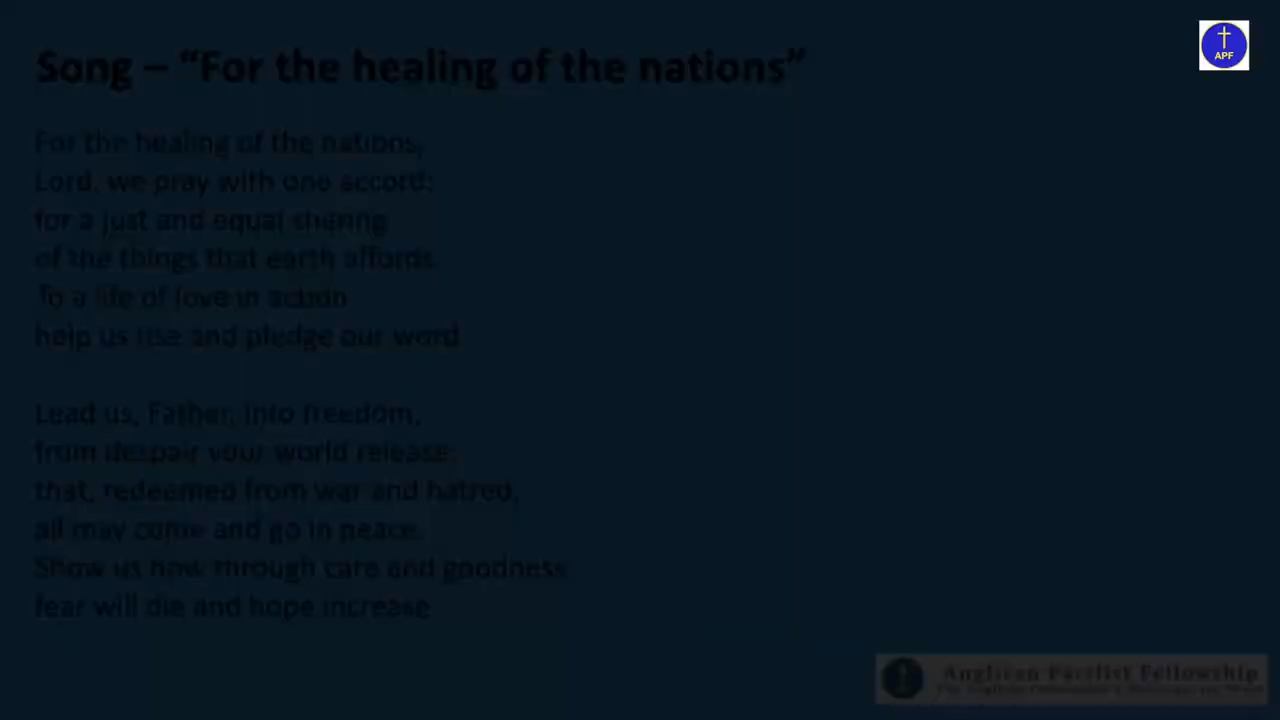 Song – “For the healing of the nations”
APF
For the healing of the nations,
Lord, we pray with one accord;
for a just and equal sharing
of the things that earth affords.
To a life of love in action
help us rise and pledge our word.
Lead us, Father, into freedom,
from despair your world release;
that, redeemed from war and hatred,
all may come and go in peace.
Show us how through care and goodness
fear will die and hope increase.
Anglican Pacifist Fellowship